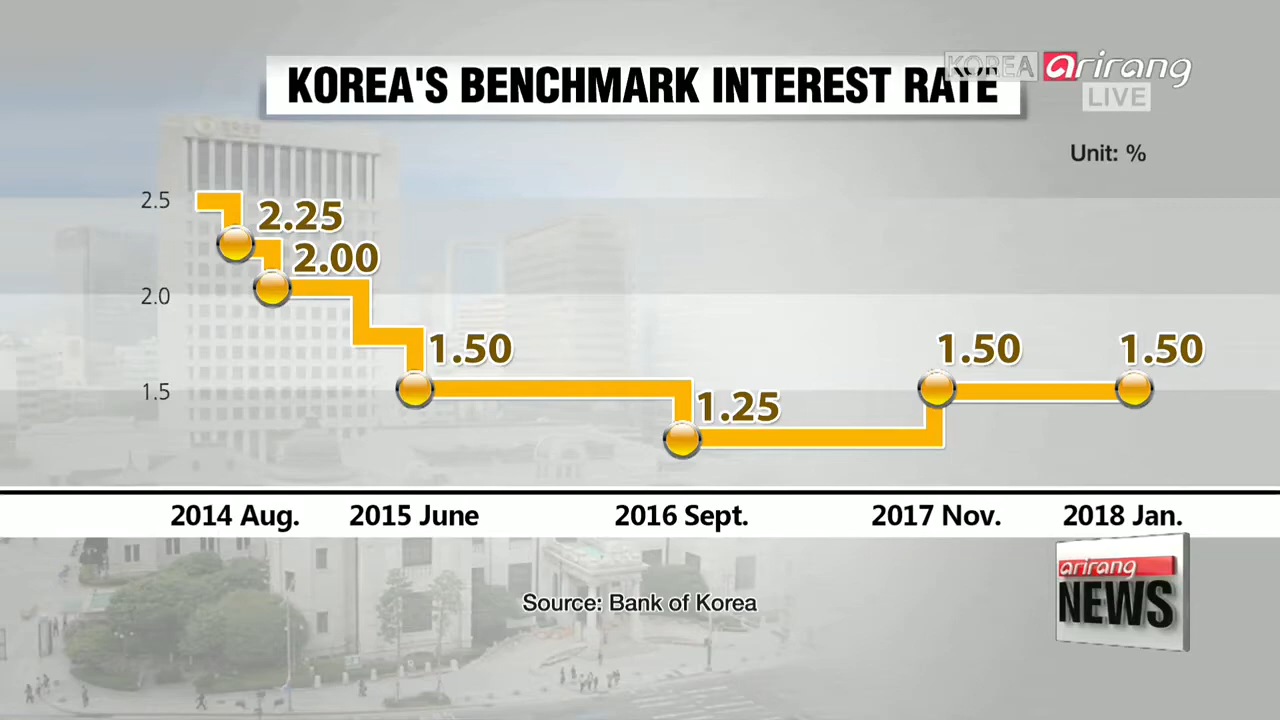 KOREA'S BENCHMARK INTEREST RATE
KOREA arirang
LIVE
Unit: %
2.5
2.25
2.00
2.0
1.50
1.50
1.50
1.5
1.25
2014 Aug. 2015 June 2016 Sept. 2017 Nov. 2018 Jan.
arirang
NEWS
Source: Bank of Korea